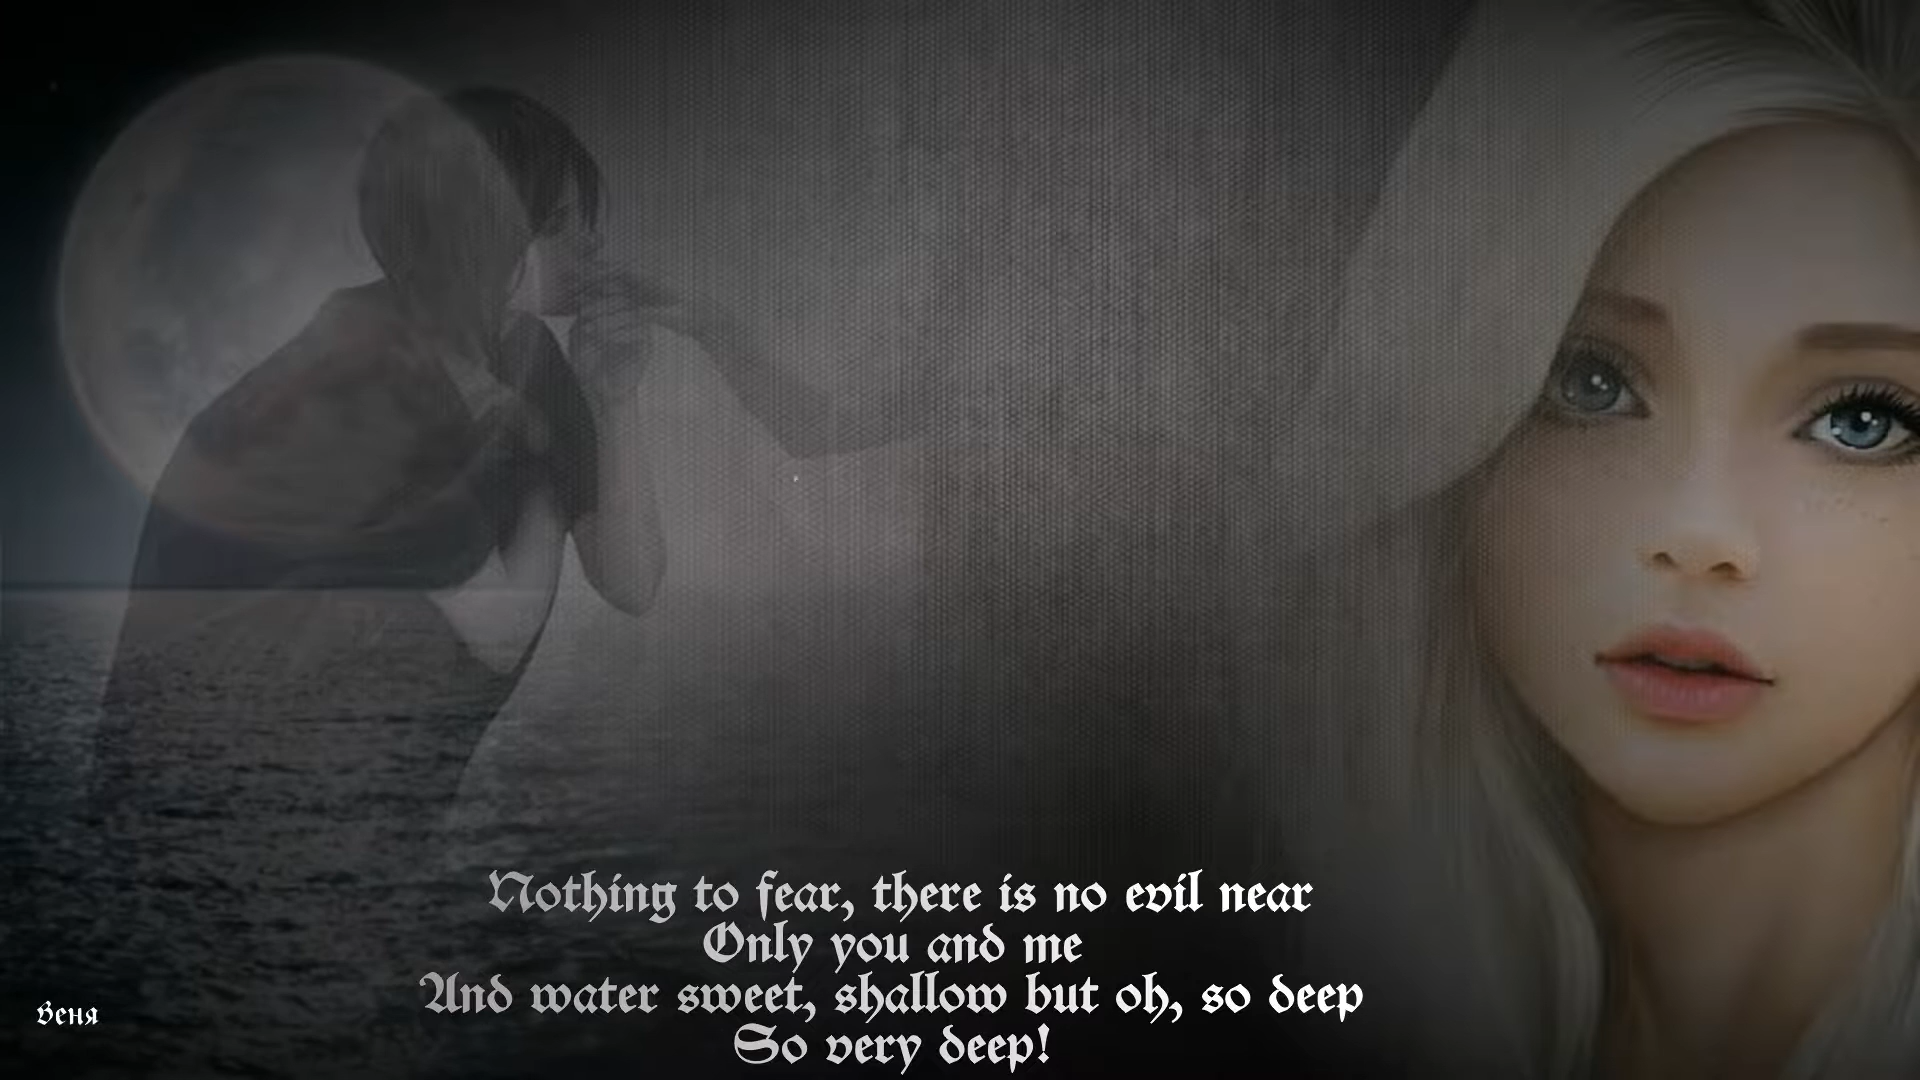 Nothing to fear, there is no evil near
Only you and me
And water sweet, shallow but oh, so deep
So very deep!
Веня